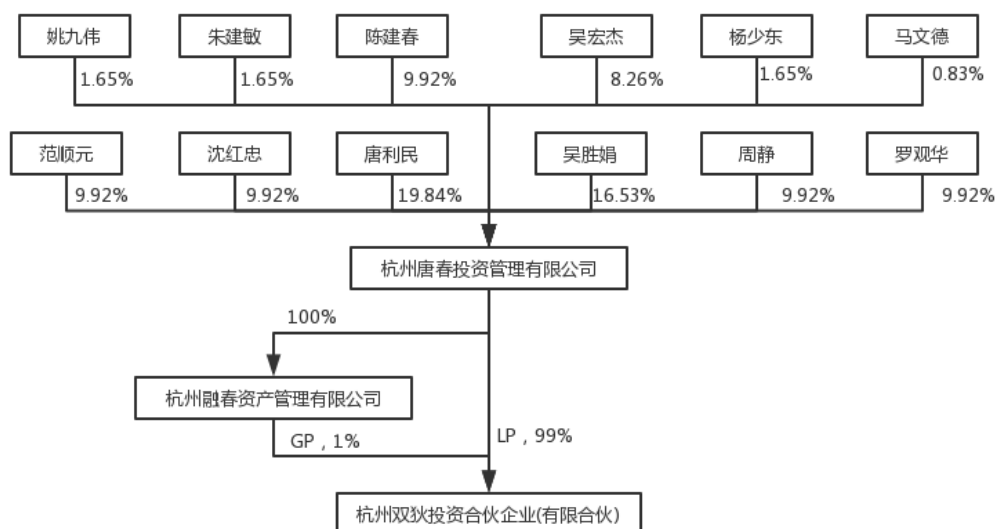 姚九伟 朱建敏 陈建春 吴宏杰 杨少东 马文德
1.65% 1.65% 9.92% 8.26% 1.65% 0.83%
范顺元 沈红忠 唐利民 吴胜娟 周静 罗观华
9.92% 9.92% 19.84% 16.53% 9.92% 9.92%
杭州唐春投资管理有限公司
100%
杭州融春资产管理有限公司
GP，1% LP，99%
杭州双狄投资合伙企业(有限合伙)